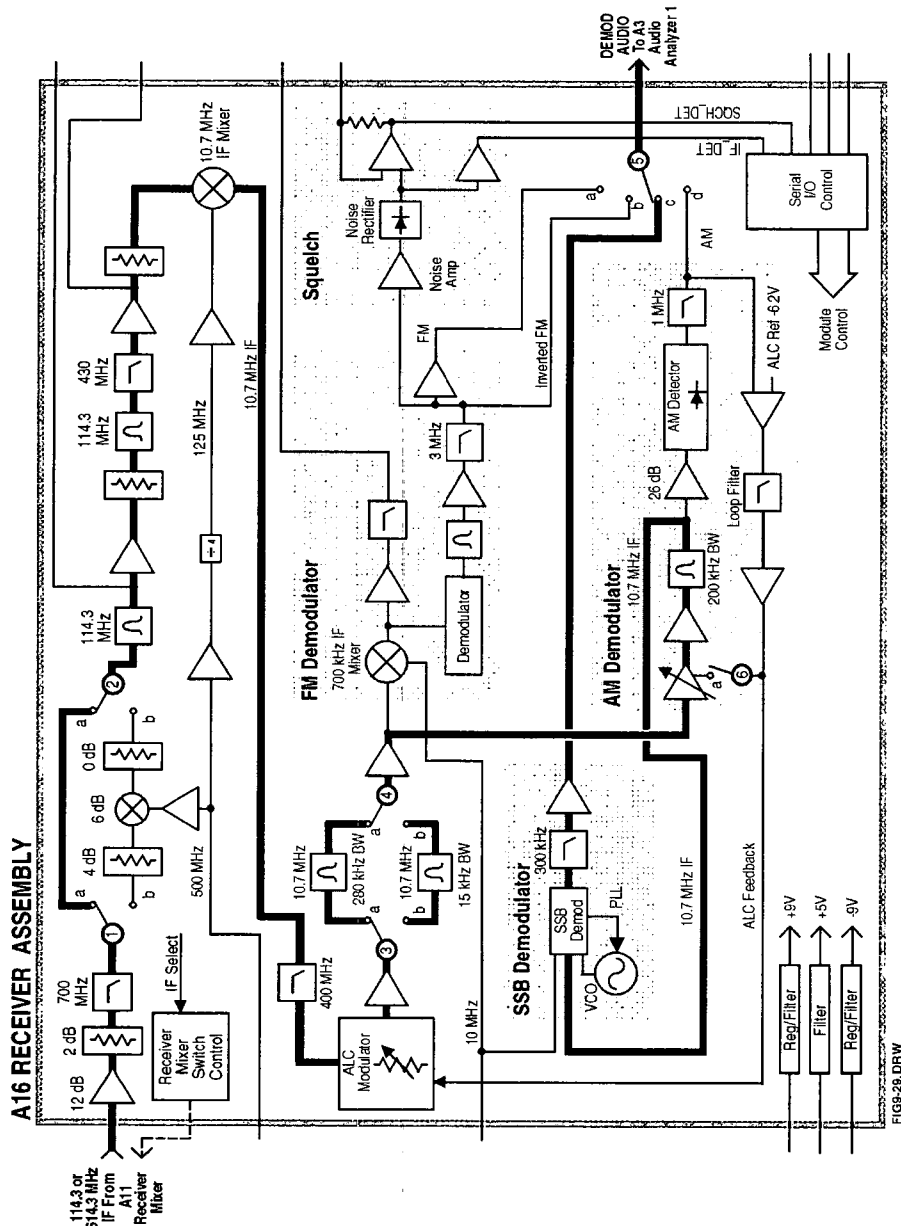 A16 RECEIVER ASSEMBLY
114.3 or
614.3 MHz
IF From
A11
Receiver
Mixer
12 dB
2 dB
700
MHz
1
a
b
4 dB
6 dB
0 dB
a
b
2
114.3
MHz
114.3
MHz
430
MHz
10.7 MHz
IF Mixer
Receiver
Mixer
Switch
Control
IF Select
500 MHz
÷4
125 MHz
10.7 MHz IF
400 MHz
ALC
Modulator
3
a
b
10.7 MHz
280 kHz BW
10.7 MHz
15 kHz BW
a
b
4
FM Demodulator
700 kHz IF
Mixer
Demodulator
3 MHz
FM
Inverted FM
Squelch
Noise
Amp
Noise
Rectifier
SQCH_DET
IF_DET
a
b
c
d
5
DEMOD
AUDIO
To A3
Audio
Analyzer 1
10 MHz
SSB Demodulator
SSB
Demod
VCO
PLL
300 kHz
10.7 MHz IF
AM Demodulator
a
6
10.7 MHz IF
200 kHz BW
26 dB
AM Detector
1 MHz
AM
ALC Ref -6.2V
Loop Filter
ALC Feedback
Serial
I/O
Control
Module
Control
Reg/Filter
+9V
Filter
+5V
Reg/Filter
-9V
FIG9-29.DRW